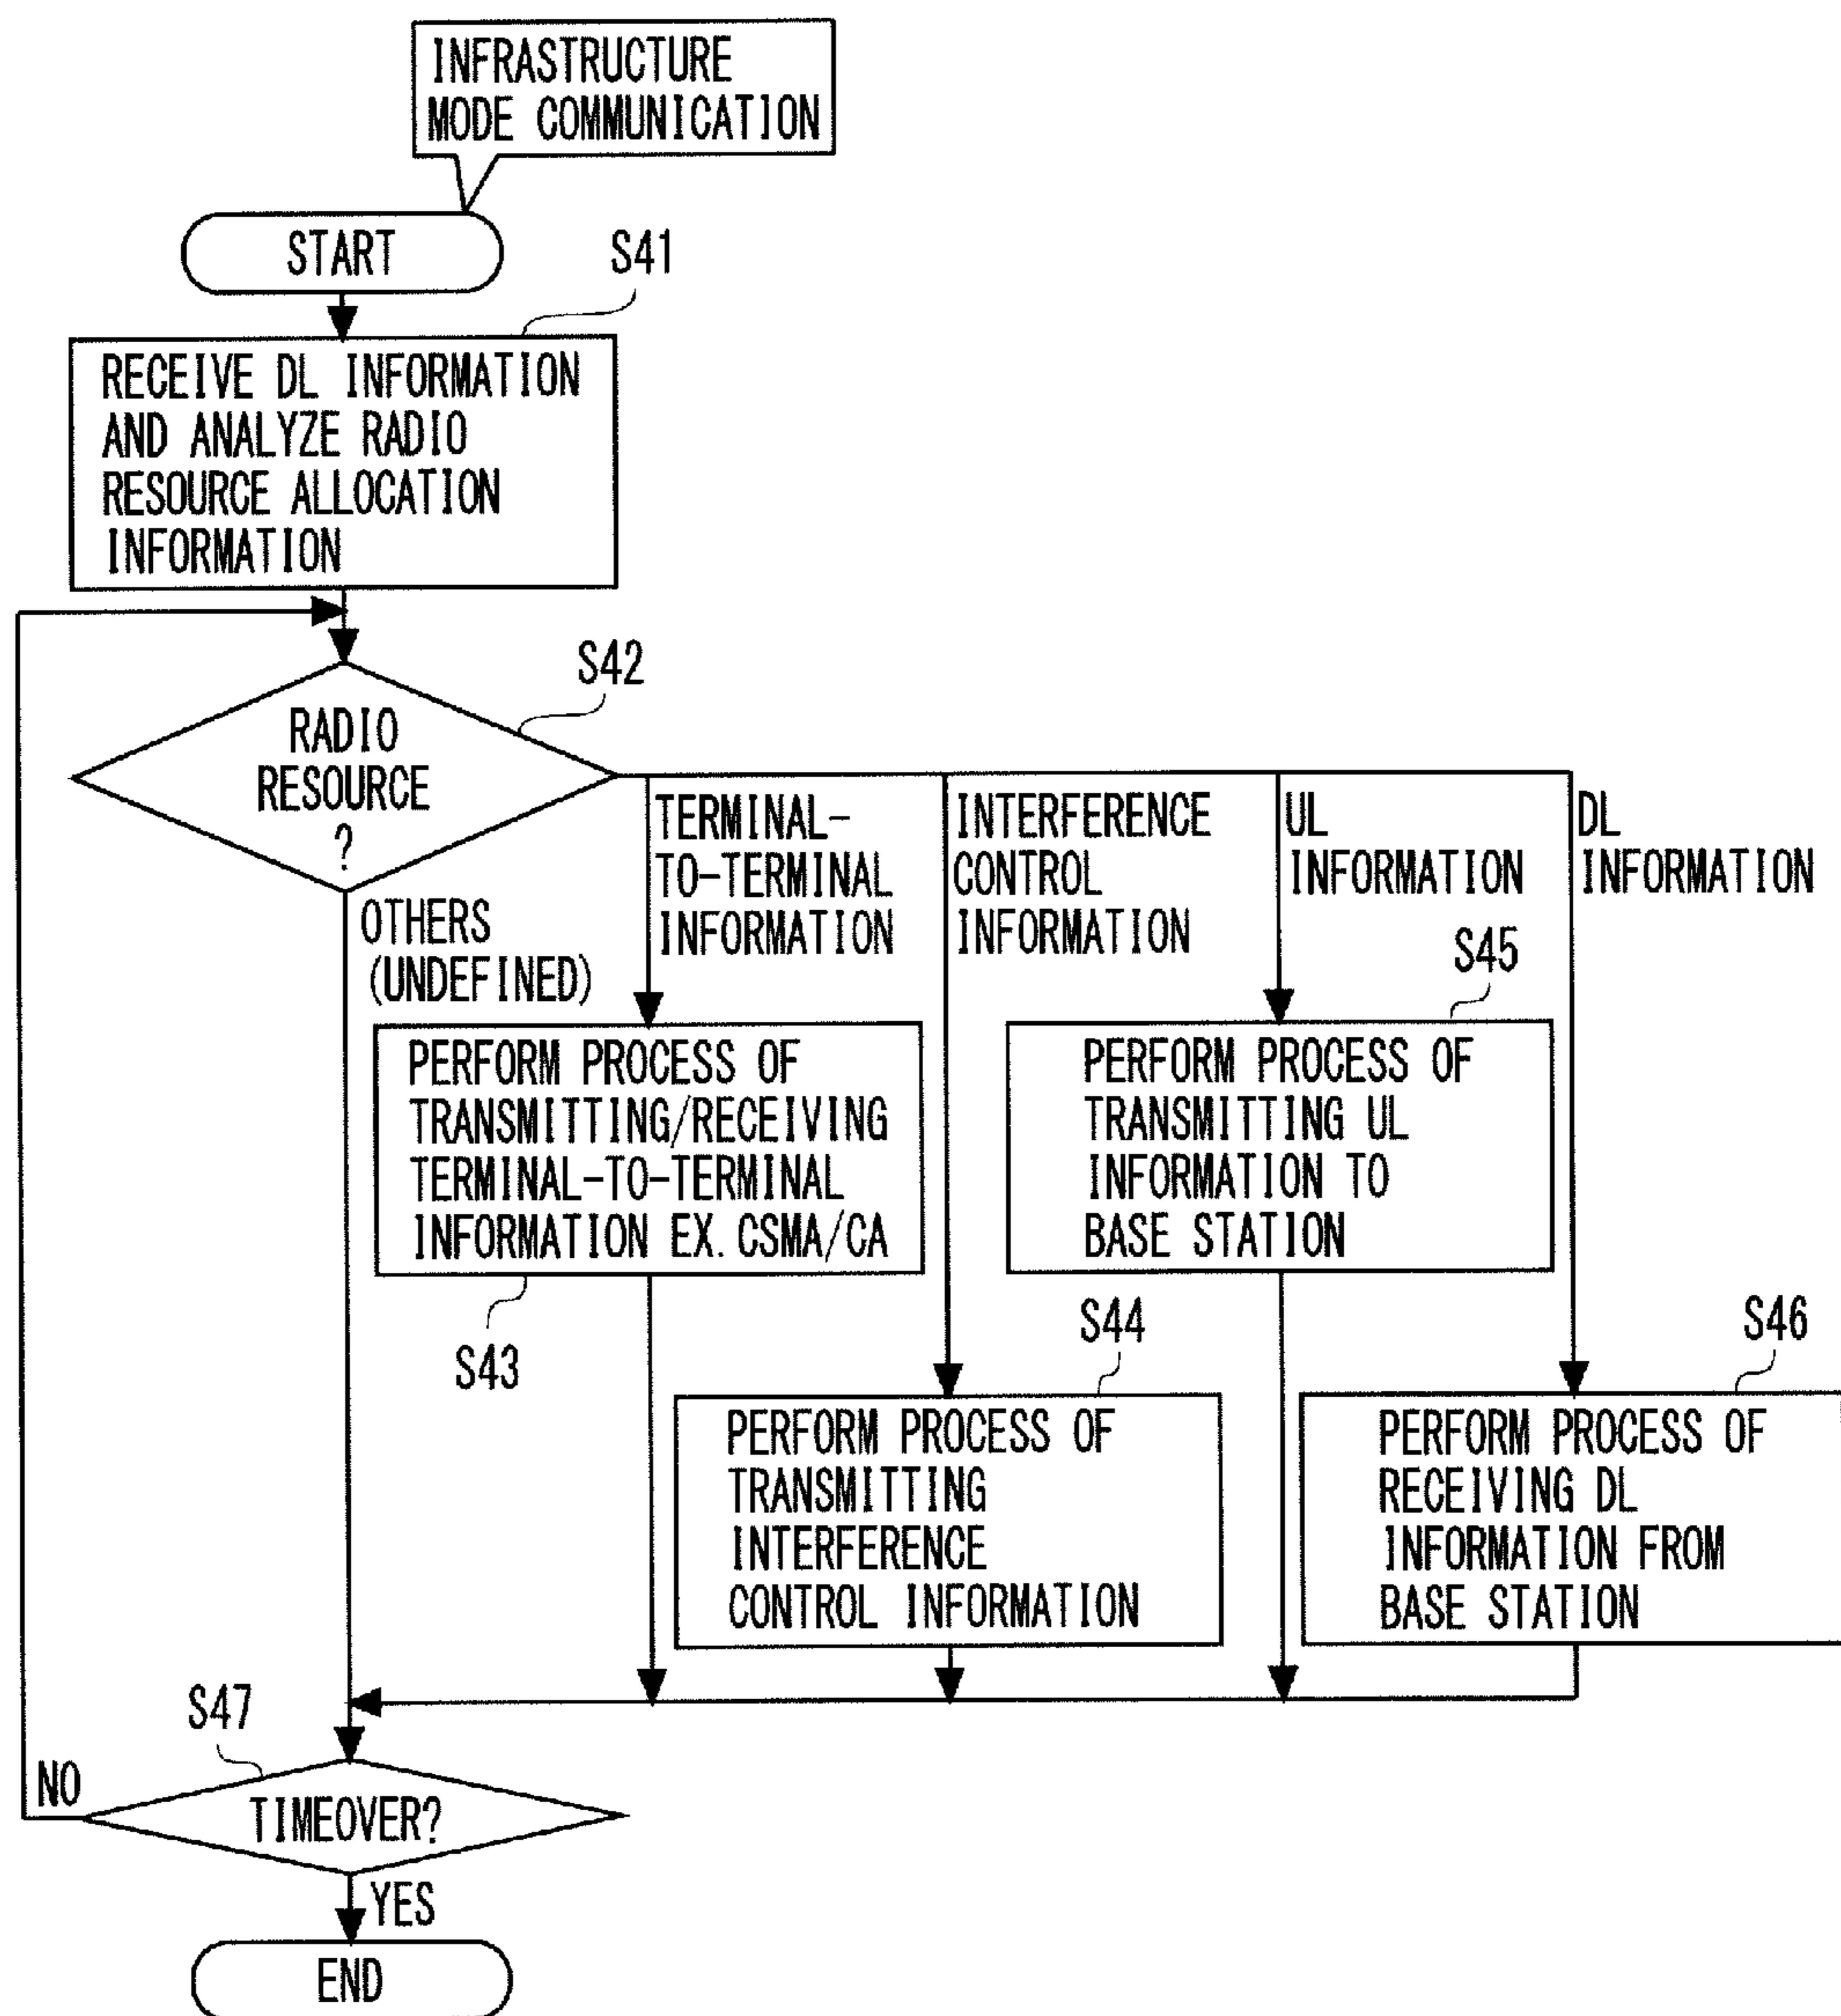 INFRASTRUCTURE
MODE COMMUNICATION
START
S41
RECEIVE DL INFORMATION
AND ANALYZE RADIO
RESOURCE ALLOCATION
INFORMATION
S42
RADIO
RESOURCE
?
TERMINAL-
TO-TERMINAL
INFORMATION
INTERFERENCE
CONTROL
INFORMATION
UL
INFORMATION
DL
INFORMATION
OTHERS
(UNDEFINED)
S45
PERFORM PROCESS OF
TRANSMITTING/RECEIVING
TERMINAL-TO-TERMINAL
INFORMATION EX. CSMA/CA
PERFORM PROCESS OF
TRANSMITTING UL
INFORMATION TO
BASE STATION
S43
S44
S46
PERFORM PROCESS OF
TRANSMITTING
INTERFERENCE
CONTROL INFORMATION
PERFORM PROCESS OF
RECEIVING DL
INFORMATION FROM
BASE STATION
S47
NO
TIMEOVER?
YES
END